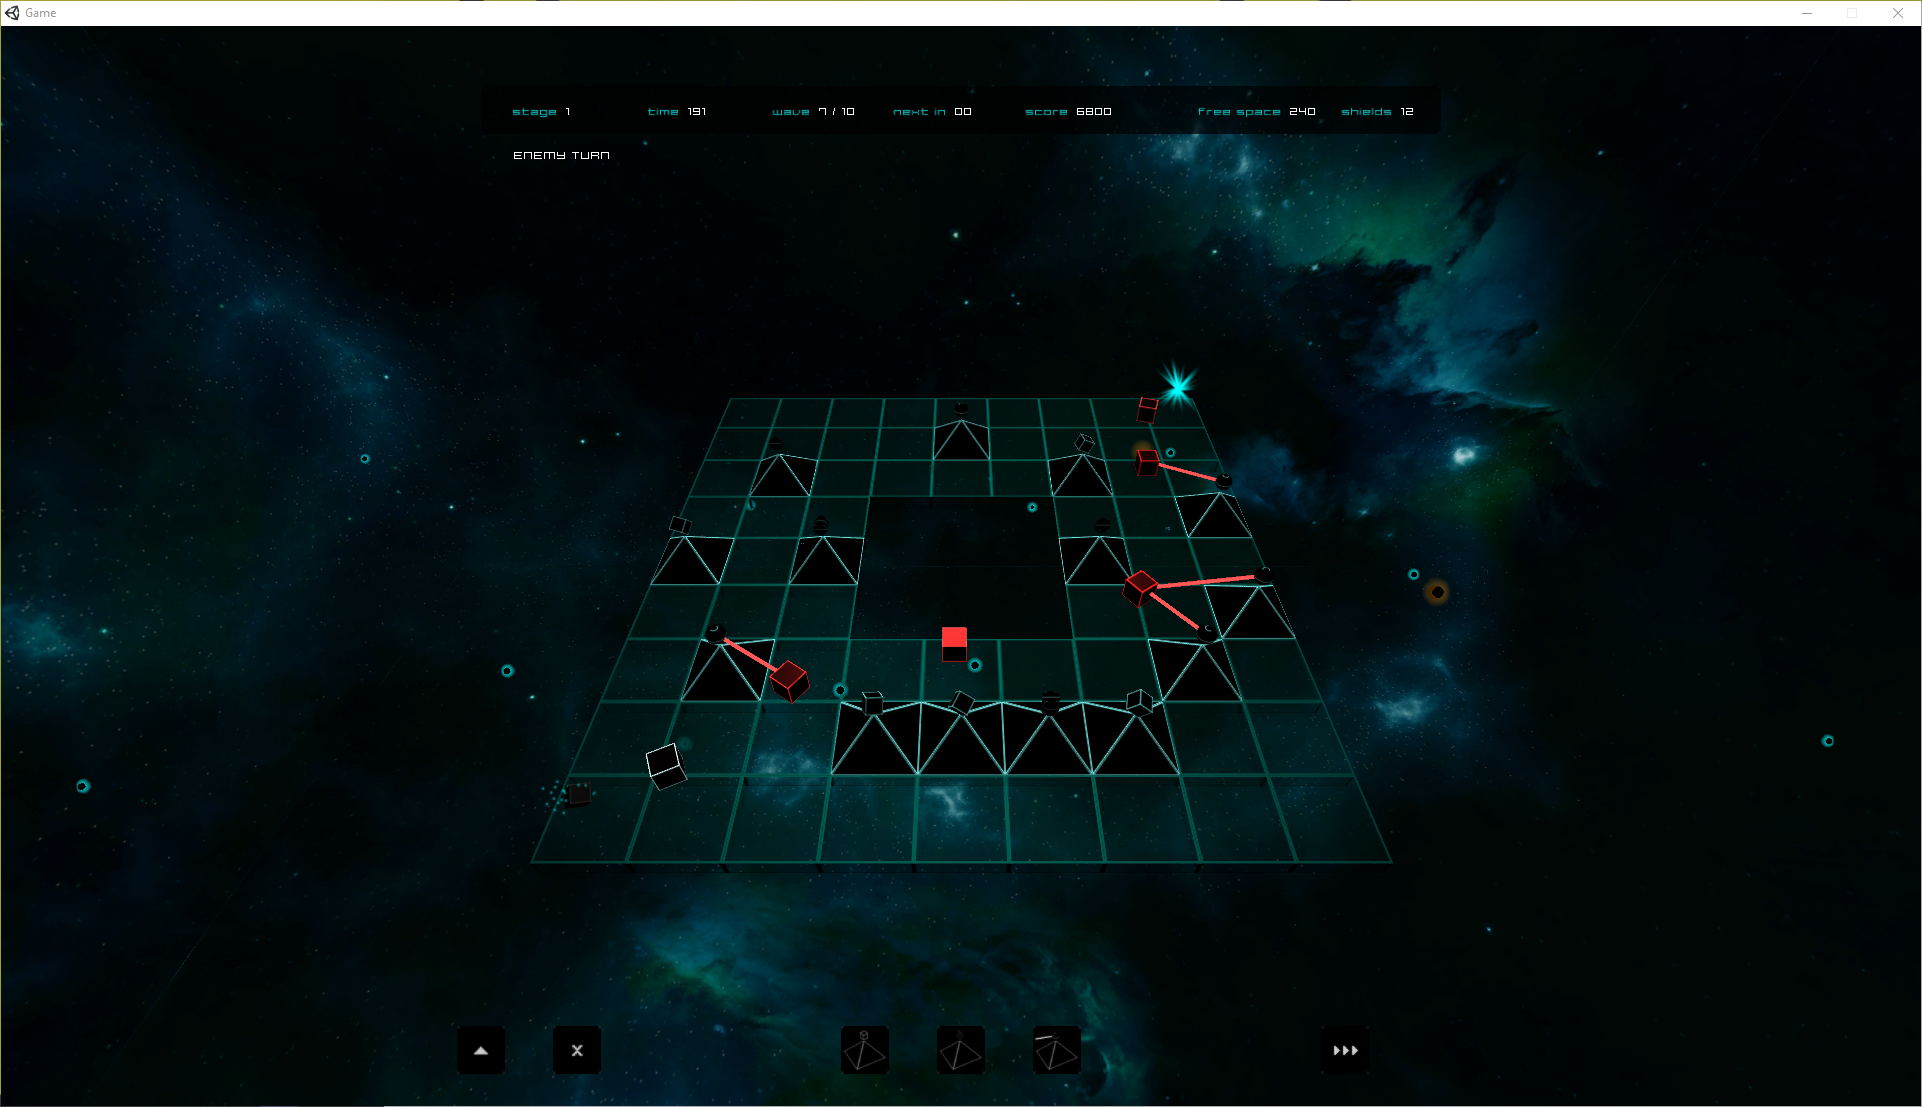 Game
stage 1 time 191 wave 7 / 10 next in 00 score 6800 free space 240 shields 12
ENEMY TURN
X